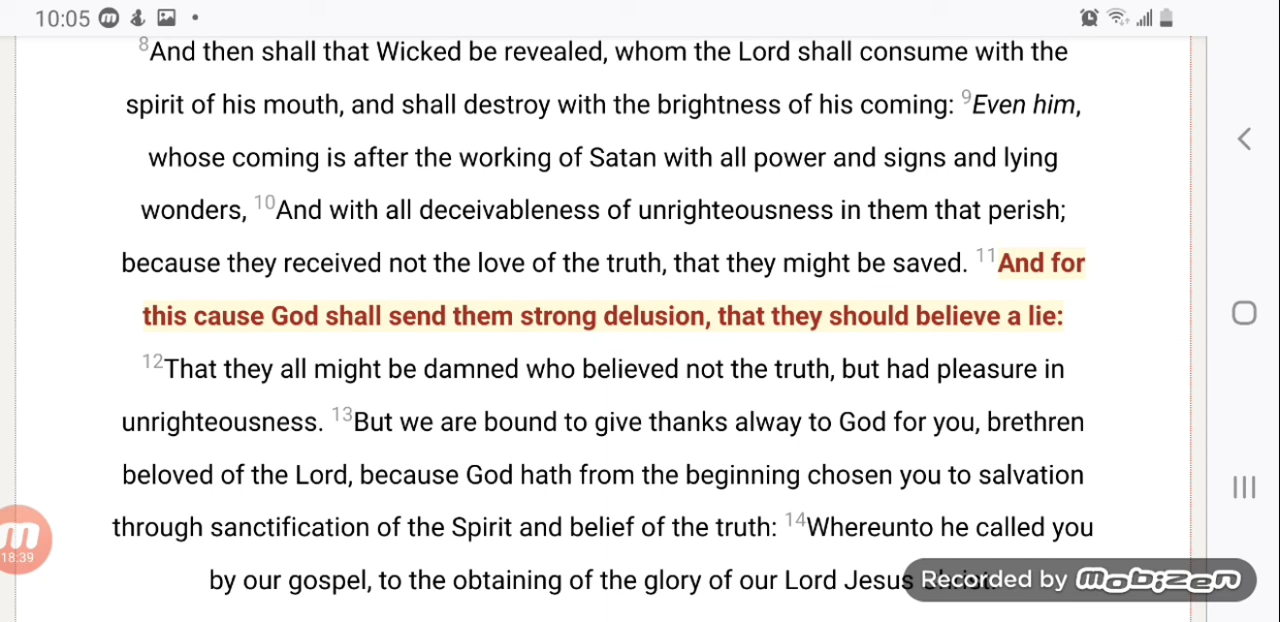 10:05
8And then shall that Wicked be revealed, whom the Lord shall consume with the
spirit of his mouth, and shall destroy with the brightness of his coming: 9Even him,
whose coming is after the working of Satan with all power and signs and lying
wonders, 10And with all deceivableness of unrighteousness in them that perish;
because they received not the love of the truth, that they might be saved. 11And for
this cause God shall send them strong delusion, that they should believe a lie:
12That they all might be damned who believed not the truth, but had pleasure in
unrighteousness. 13But we are bound to give thanks alway to God for you, brethren
beloved of the Lord, because God hath from the beginning chosen you to salvation
through sanctification of the Spirit and belief of the truth: 14Whereunto he called you
by our gospel, to the obtaining of the glory of our Lord Jesus Christ.
18:39
Recorded by mobizen